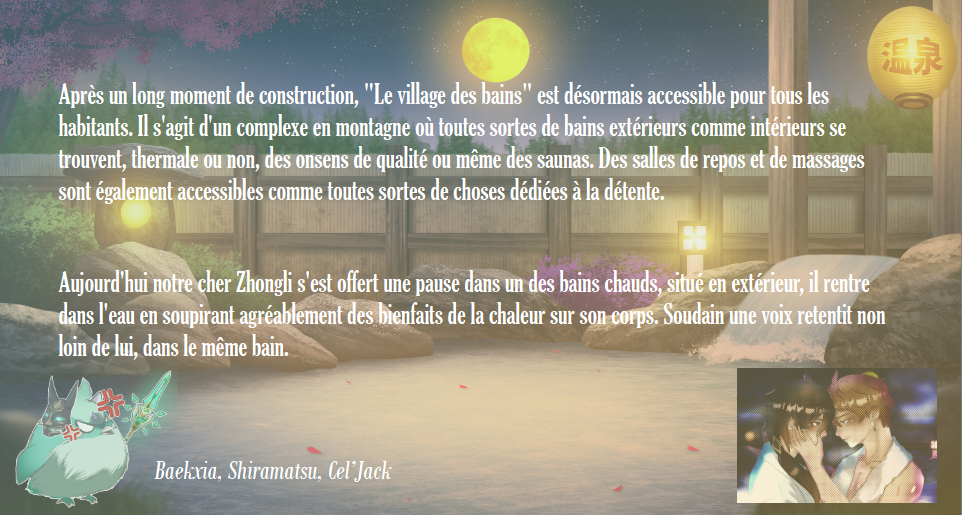 温泉
Après un long moment de construction, "Le village des bains" est désormais accessible pour tous les
habitants. Il s'agit d'un complexe en montagne où toutes sortes de bains extérieurs comme intérieurs se
trouvent, thermale ou non, des onsens de qualité ou même des saunas. Des salles de repos et de massages
sont également accessibles comme toutes sortes de choses dédiées à la détente.
Aujourd'hui notre cher Zhongli s'est offert une pause dans un des bains chauds, situé en extérieur, il rentre
dans l'eau en soupirant agréablement des bienfaits de la chaleur sur son corps. Soudain une voix retentit non
loin de lui, dans le même bain.
Baekxia, Shiramatsu, Cel'Jack